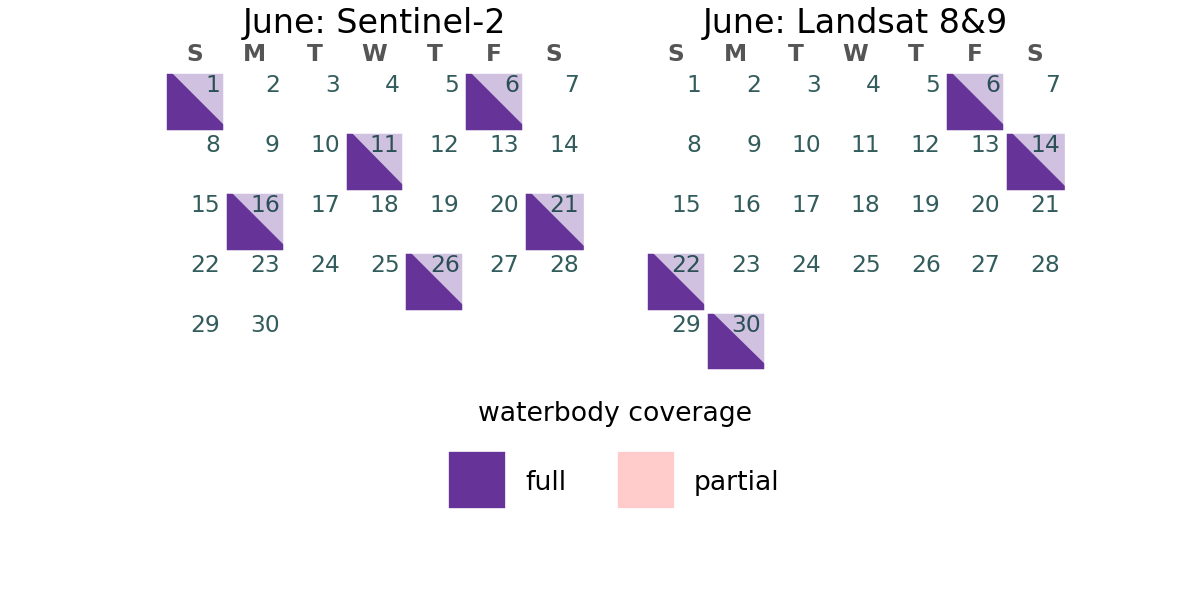 June: Sentinel-2
S M T W T F S
1 2 3 4 5 6 7
8 9 10 11 12 13 14
15 16 17 18 19 20 21
22 23 24 25 26 27 28
29 30
June: Landsat 8&9
S M T W T F S
1 2 3 4 5 6 7
8 9 10 11 12 13 14
15 16 17 18 19 20 21
22 23 24 25 26 27 28
29 30
waterbody coverage
full partial